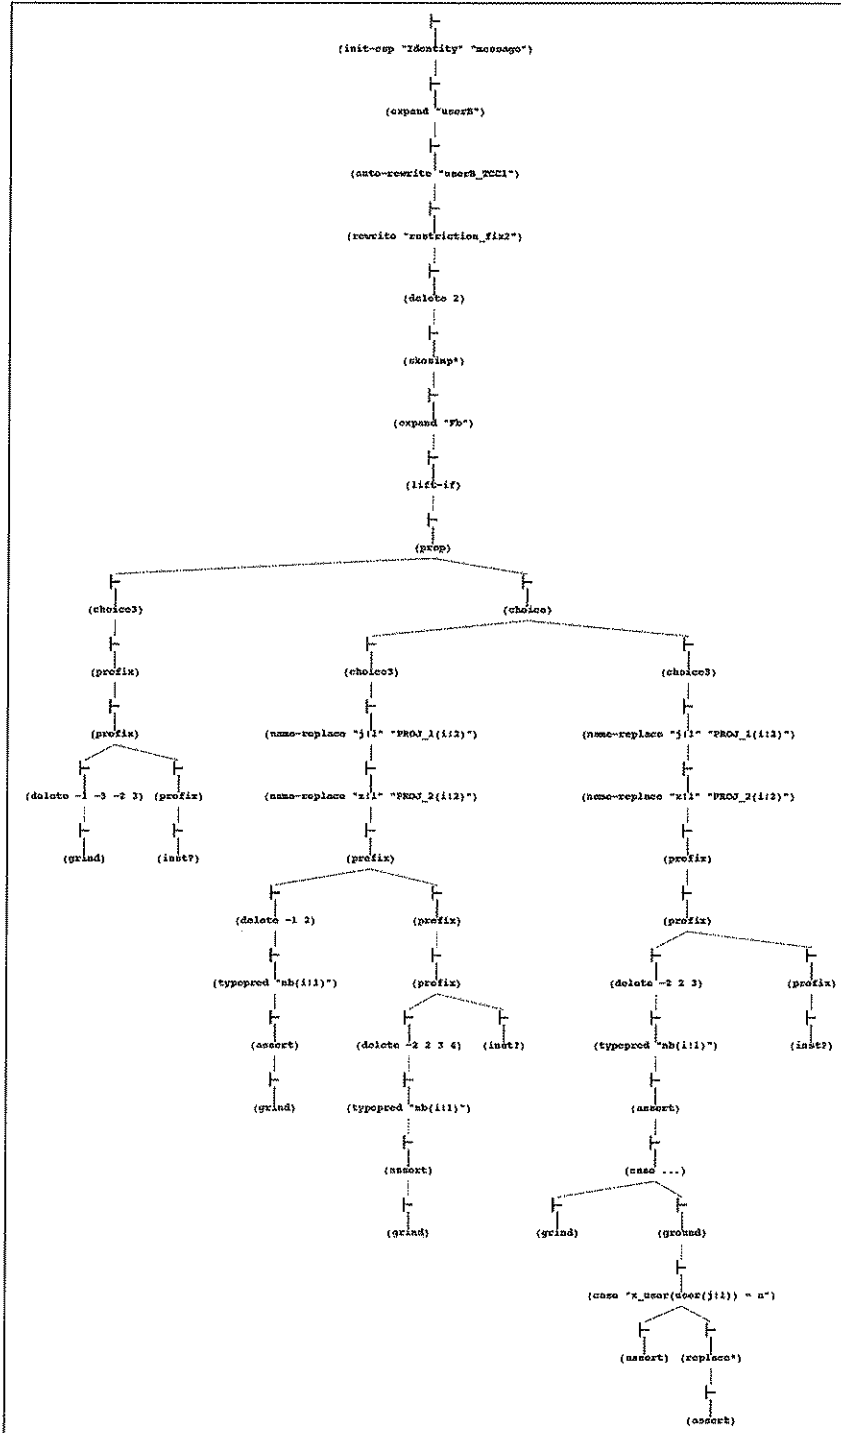 (init-csp "Identity" "message")
(expand "userB")
(auto-rewrite "userB_TCC1")
(rewrite "restriction_fix2")
(delete 2)
(skosimp*)
(expand "Fb")
(lift-if)
(prop)
(choice3) (choice)
(prefix) (choice3) (choice3)
(prefix) (name-replace "j!1" "PROJ_1(i!2)") (name-replace "j!1" "PROJ_1(i!2)")
(delete -1 -3 -2 3) (prefix) (name-replace "x!1" "PROJ_2(i!2)") (name-replace "x!1" "PROJ_2(i!2)")
(grind) (inst?) (prefix) (prefix)
(delete -1 2) (prefix) (prefix)
(typepred "nb(i!1)") (prefix) (delete -2 2 3) (prefix)
(assert) (delete -2 2 3 4) (inst?) (typepred "nb(i!1)") (inst?)
(grind) (typepred "nb(i!1)") (assert)
(assert) (case ...)
(grind) (grind) (ground)
(case "x_user(user(j!1)) = n")
(assert) (replace*)
(assert)